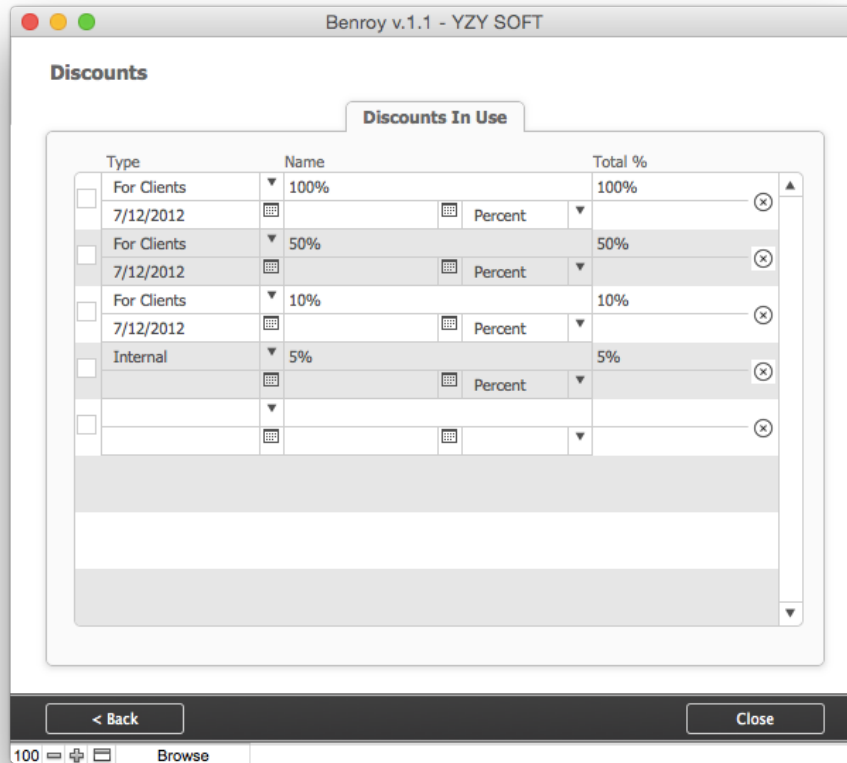 Benroy v.1.1 - YZY SOFT
Discounts
Discounts In Use
Type Name Total %
For Clients 100% 100%
7/12/2012 Percent
For Clients 50% 50%
7/12/2012 Percent
For Clients 10% 10%
7/12/2012 Percent
Internal 5% 5%
Percent
< Back Close
100 Browse